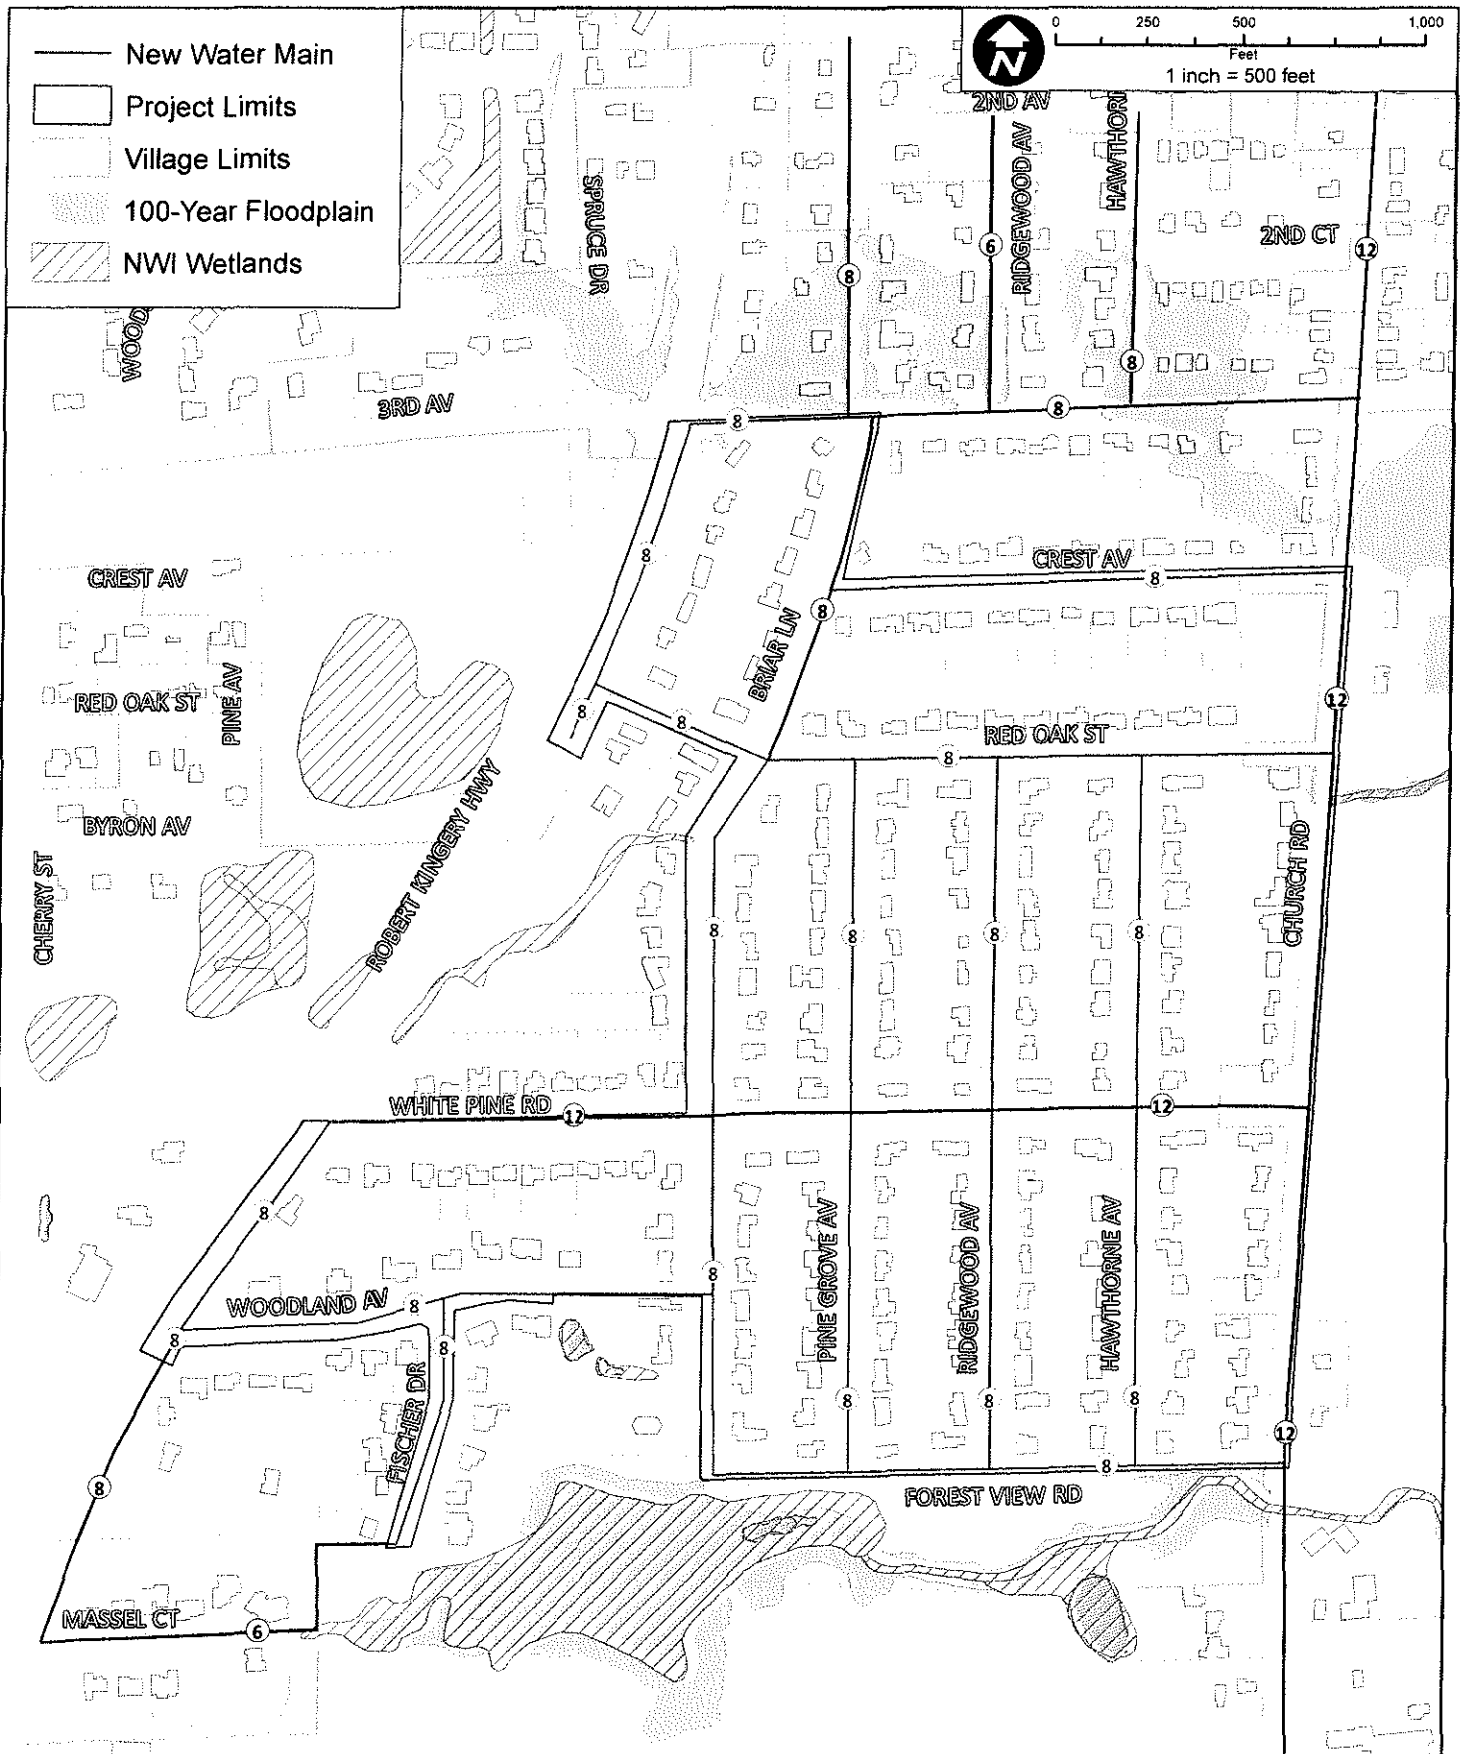 New Water Main
Project Limits
Village Limits
100-Year Floodplain
NWI Wetlands
N
0 250 500 1,000
Feet
1 inch = 500 feet
2ND AV
RIDGEWOOD AV
SPRUCE DR
2ND CT
12
6
8
8
3RD AV
8
8
CREST AV
8
CREST AV
8
8
BRIAR LN
PINE AV
RED OAK ST
8
8
12
RED OAK ST
8
BYRON AV
ROBERT KINGERY HWY
CHERRY ST
CHURCH RD
8
8
8
8
WHITE PINE RD
12
12
8
PINE GROVE AV
RIDGEWOOD AV
HAWTHORNE AV
8
WOODLAND AV
8
8
8
FISCHER DR
8
8
8
12
8
8
FOREST VIEW RD
MASSEL CT
6